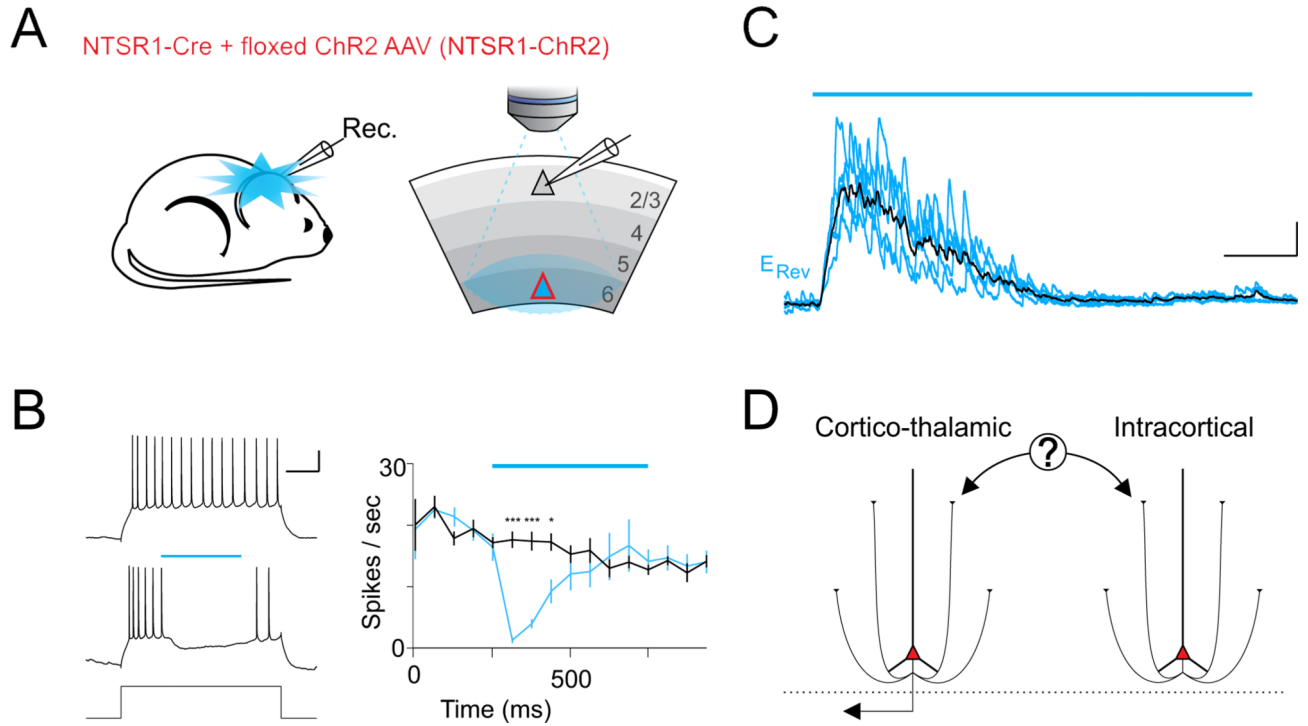 A
NTSR1-Cre + floxed ChR2 AAV (NTSR1-ChR2)
Rec.
2/3
4
5
6
C
E Rev
B
30
Spikes / sec
*** *** *
0
0
500
Time (ms)
D
Cortico-thalamic
?
Intracortical